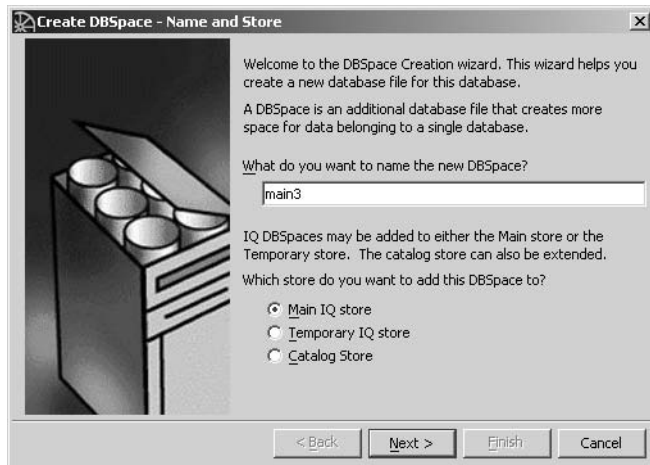 Create DBSpace - Name and Store
Welcome to the DBSpace Creation wizard. This wizard helps you
create a new database file for this database.
A DBSpace is an additional database file that creates more
space for data belonging to a single database.
What do you want to name the new DBSpace?
main3
IQ DBSpaces may be added to either the Main store or the
Temporary store. The catalog store can also be extended.
Which store do you want to add this DBSpace to?
Main IQ store
Temporary IQ store
Catalog Store
< Back Next > Finish Cancel